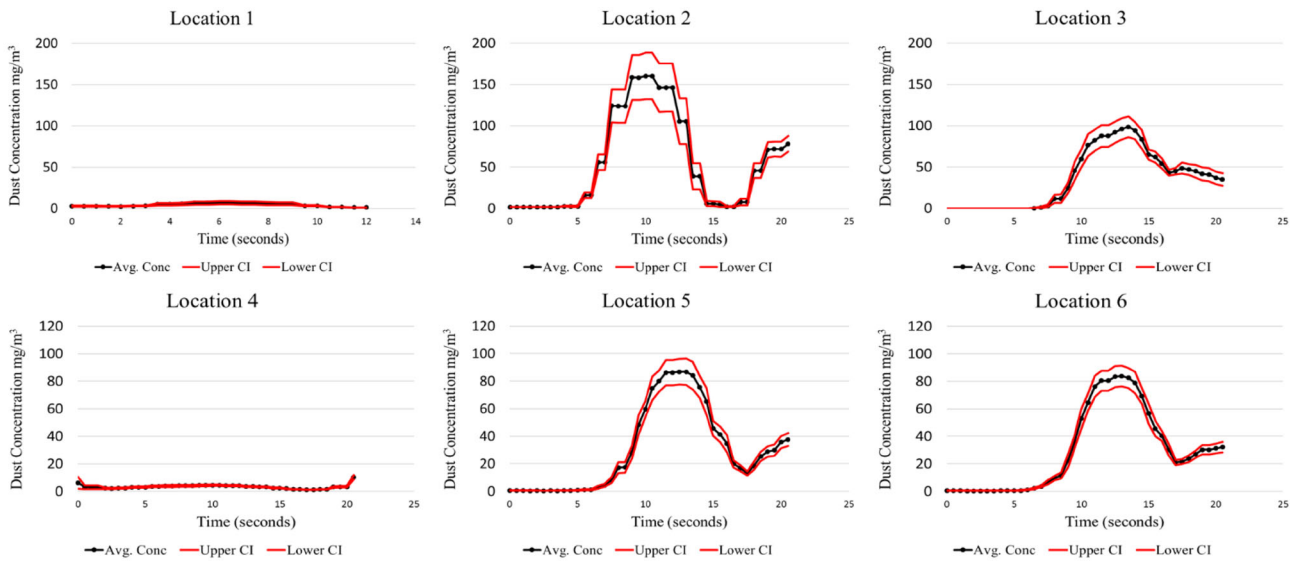 Location 1
Dust Concentration mg/m³
200
150
100
50
0
0 2 4 6 8 10 12 14
Time (seconds)
Avg. Conc Upper CI Lower CI
Location 2
Dust Concentration mg/m³
200
150
100
50
0
0 5 10 15 20 25
Time (seconds)
Avg. Conc Upper CI Lower CI
Location 3
Dust Concentration mg/m³
200
150
100
50
0
0 5 10 15 20 25
Time (seconds)
Avg. Conc Upper CI Lower CI
Location 4
Dust Concentration mg/m³
120
100
80
60
40
20
0
0 5 10 15 20 25
Time (seconds)
Avg. Conc Upper CI Lower CI
Location 5
Dust Concentration mg/m³
120
100
80
60
40
20
0
0 5 10 15 20 25
Time (seconds)
Avg. Conc Upper CI Lower CI
Location 6
Dust Concentration mg/m³
120
100
80
60
40
20
0
0 5 10 15 20 25
Time (seconds)
Avg. Conc Upper CI Lower CI